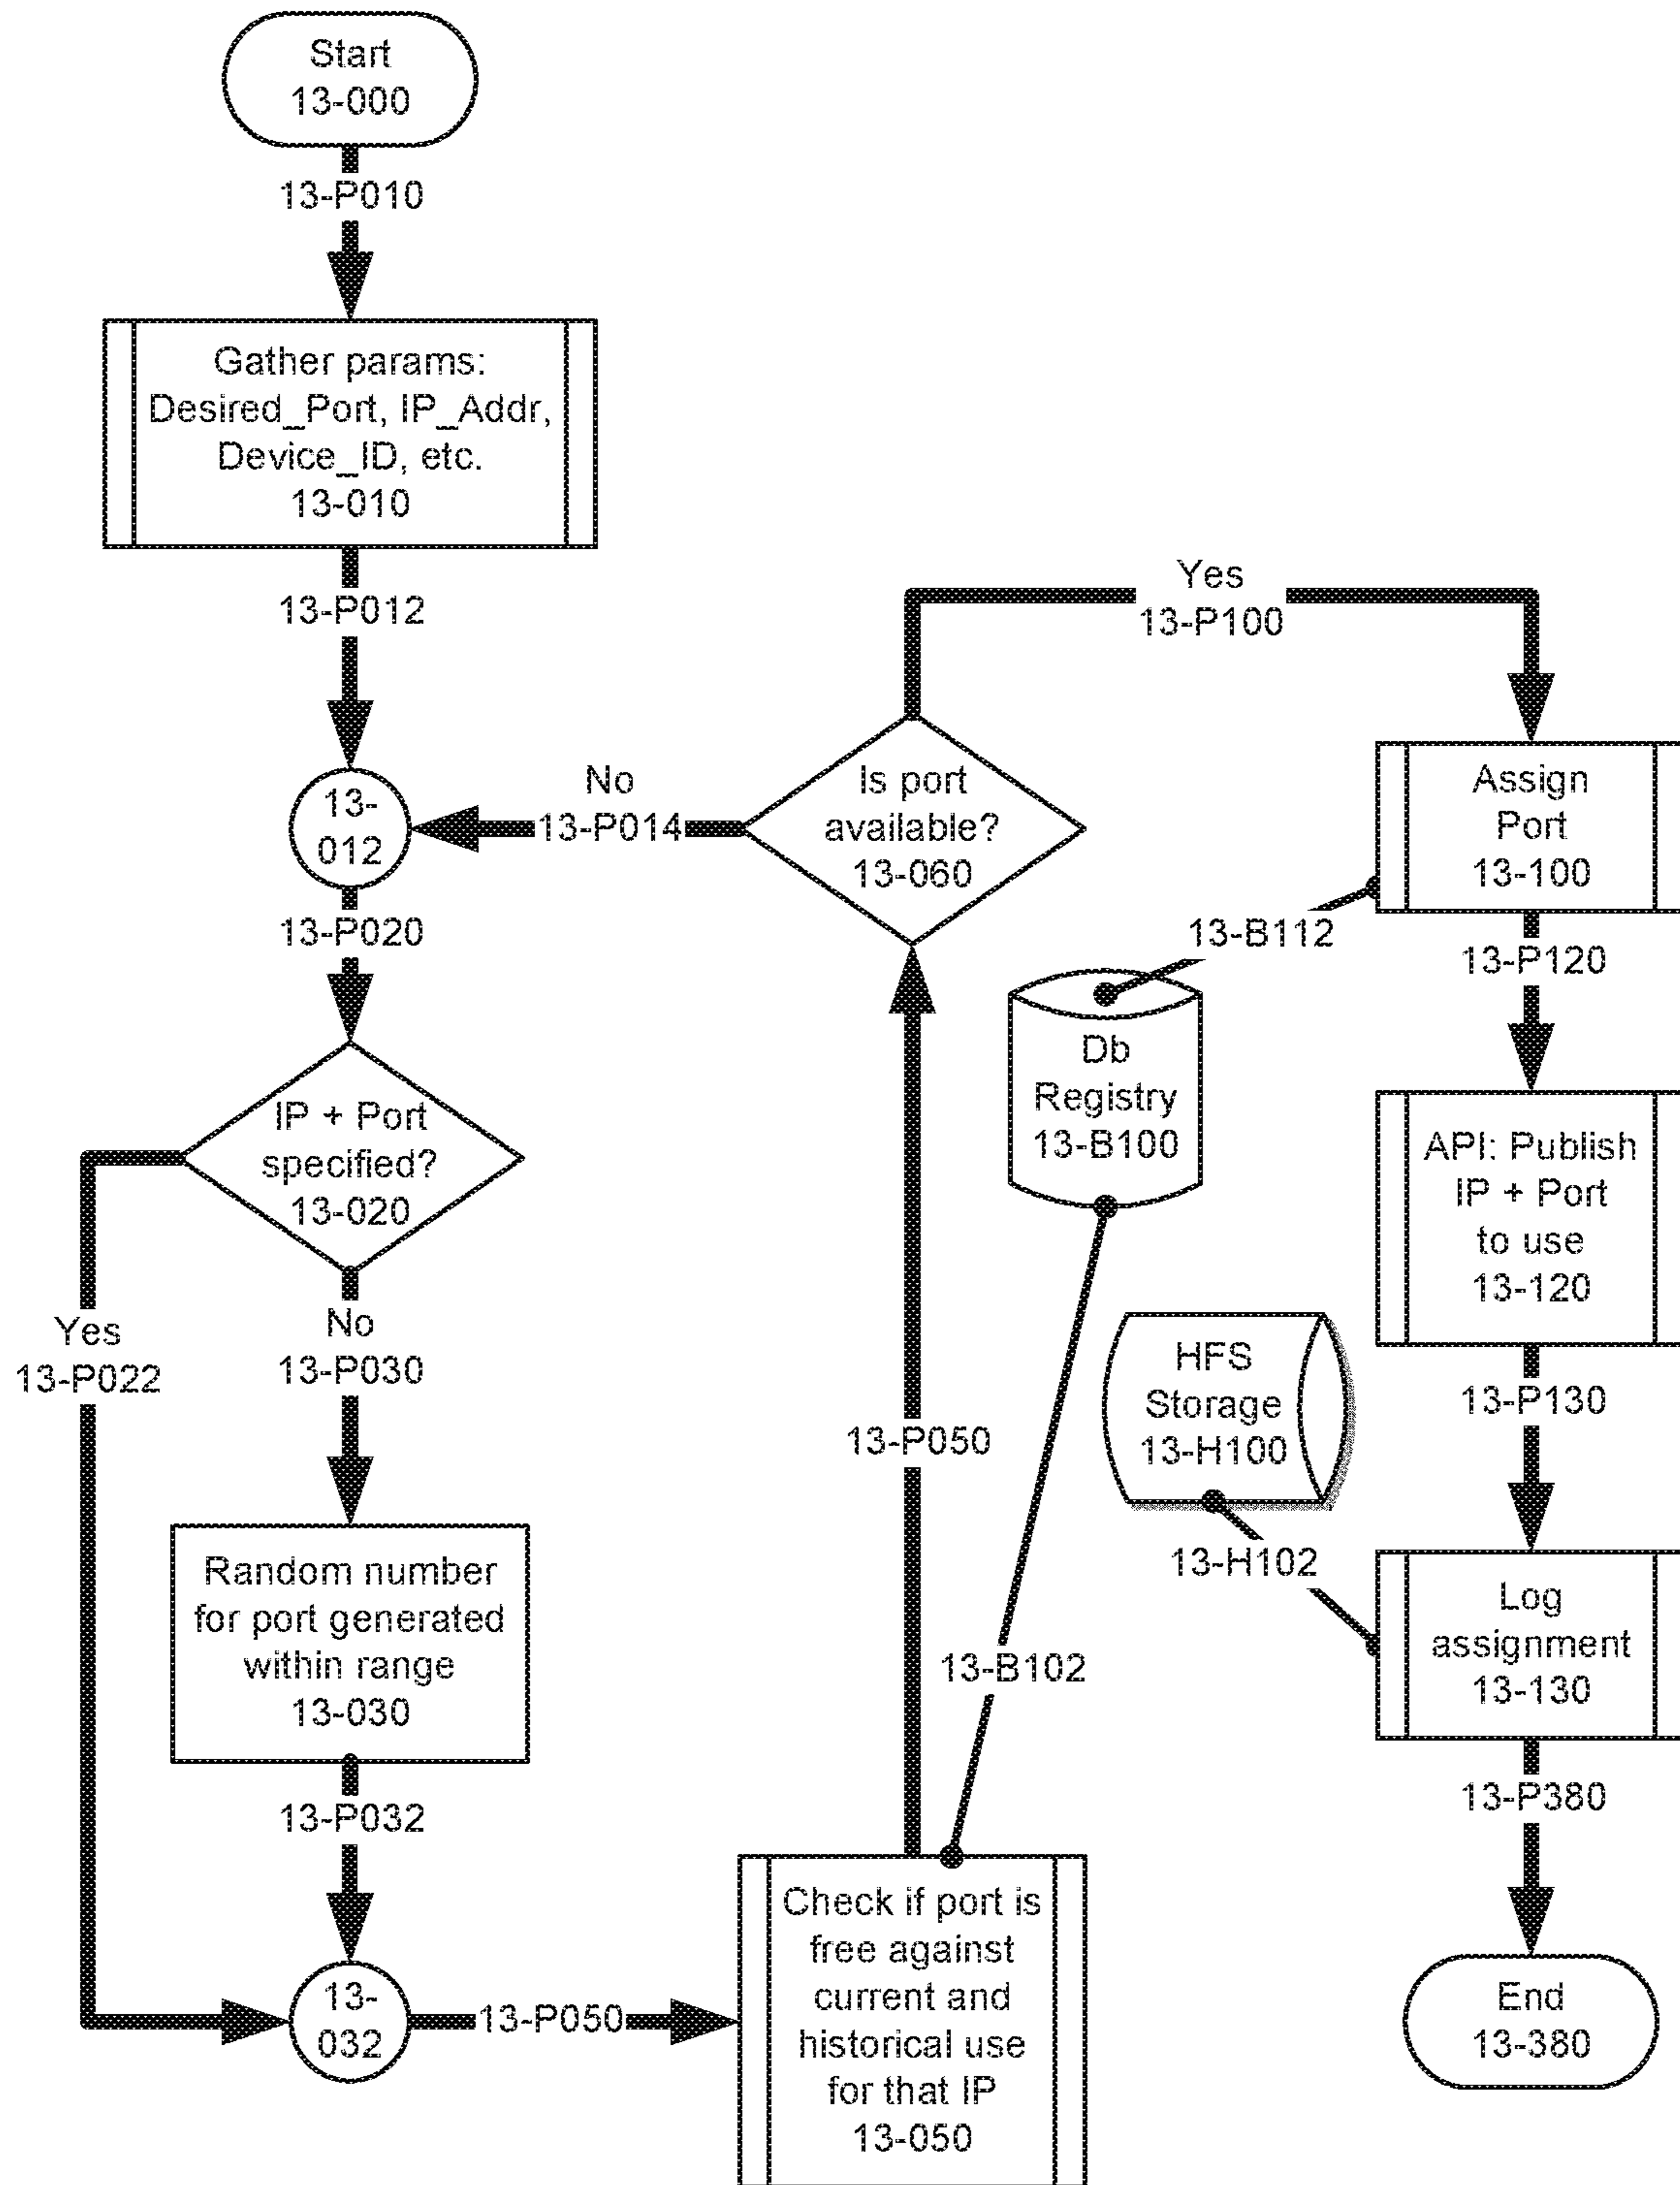 Start
13-000
13-P010
Gather params:
Desired_Port, IP_Addr,
Device_ID, etc.
13-010
13-P012
13-
012
13-P020
IP + Port
specified?
13-020
Yes
13-P022
No
13-P030
Random number
for port generated
within range
13-030
13-P032
13-
032
13-P050
Check if port is
free against
current and
historical use
for that IP
13-050
13-P050
Is port
available?
13-060
No
13-P014
Yes
13-P100
Assign
Port
13-100
13-B112
Db
Registry
13-B100
13-B102
13-P120
API: Publish
IP + Port
to use
13-120
13-P130
HFS
Storage
13-H100
13-H102
Log
assignment
13-130
13-P380
End
13-380